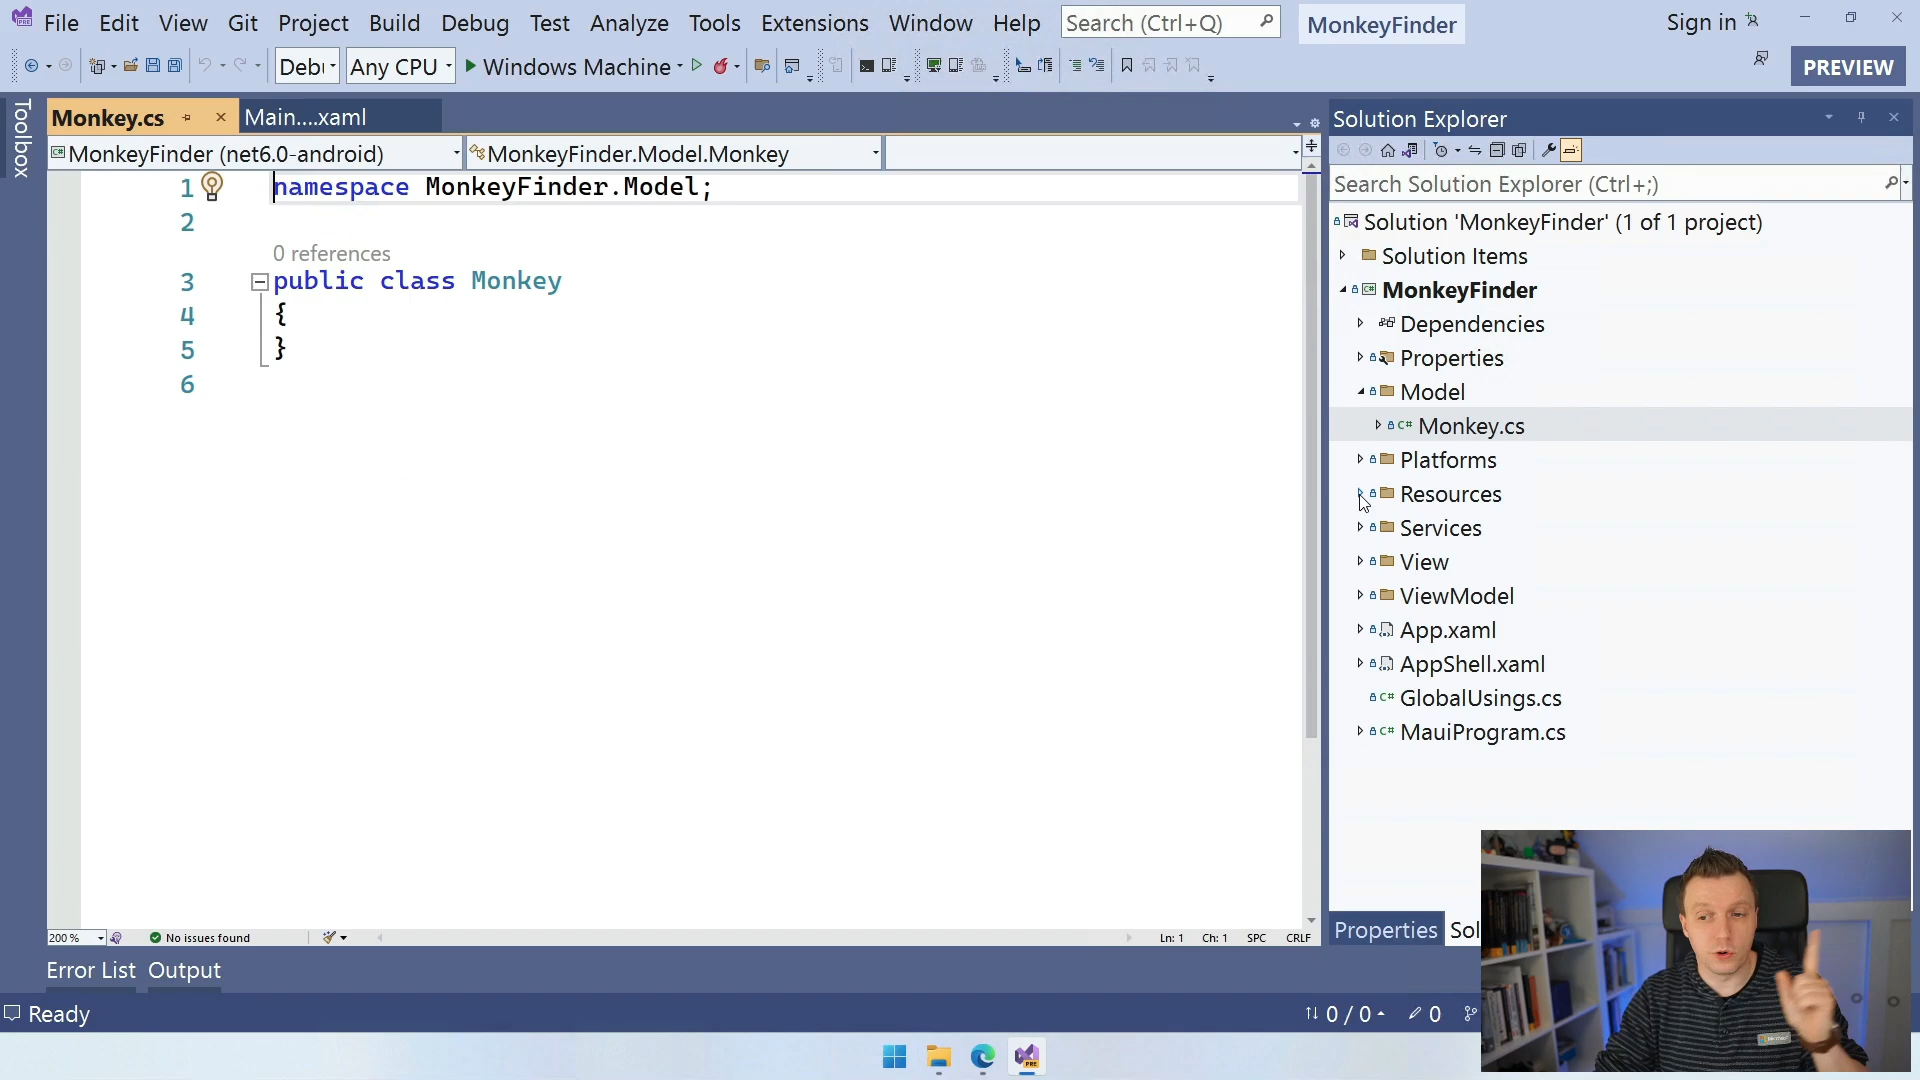 File Edit View Git Project Build Debug Test Analyze Tools Extensions Window Help Search (Ctrl+Q) MonkeyFinder Sign in
Debu Any CPU Windows Machine PREVIEW
Toolbox
Monkey.cs Main....xaml
MonkeyFinder (net6.0-android) MonkeyFinder.Model.Monkey
1 namespace MonkeyFinder.Model;
2
0 references
3 public class Monkey
4 {
5 }
6
200 % No issues found Ln: 1 Ch: 1 SPC CRLF
Solution Explorer
Search Solution Explorer (Ctrl+;)
Solution 'MonkeyFinder' (1 of 1 project)
Solution Items
MonkeyFinder
Dependencies
Properties
Model
C# Monkey.cs
Platforms
Resources
Services
View
ViewModel
App.xaml
AppShell.xaml
C# GlobalUsings.cs
C# MauiProgram.cs
Properties Sol
Error List Output
Ready 0 / 0 0
PRE